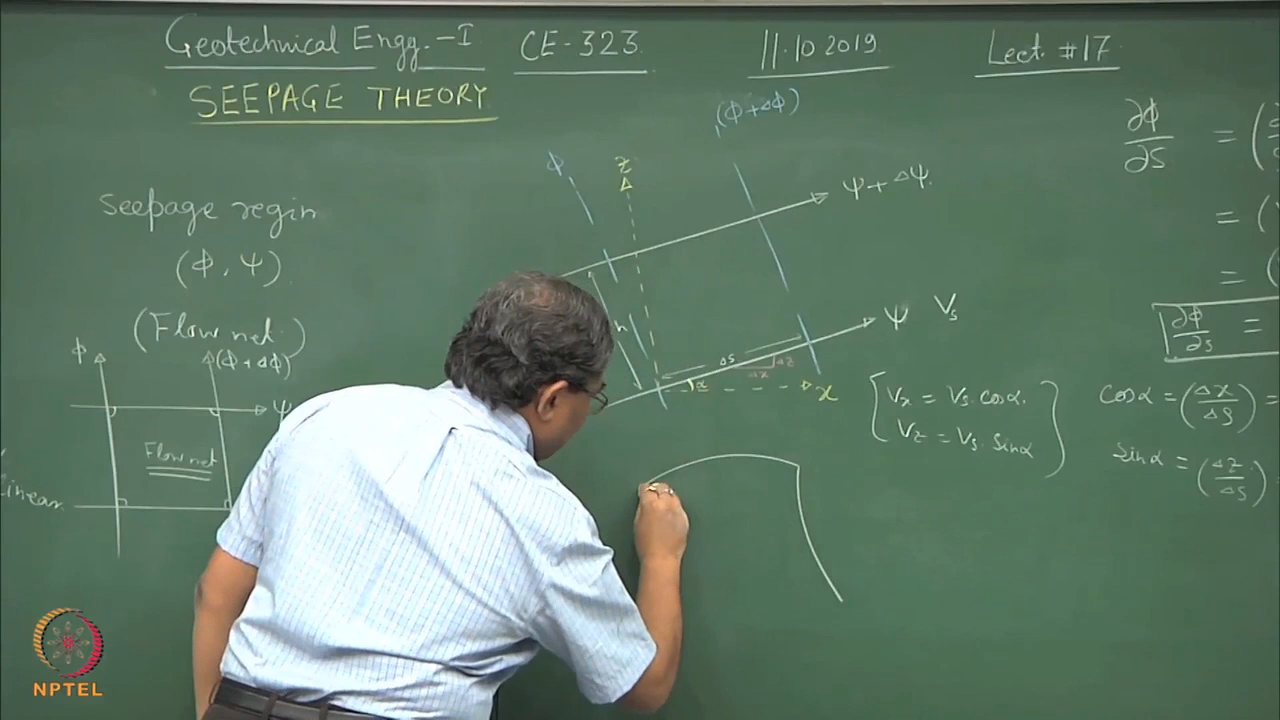 Geotechnical Engg.-I CE-323 11.10 2019 Lect. #17
SEEPAGE THEORY
Seepage regin
(Φ, Ψ)
(Flow net)
Φ
(Φ + ΔΦ)
Ψ
Flow net
linear
Φ
z
(Φ + ΔΦ)
Ψ + ΔΨ
Ψ
Vs
n
Δs
Δx
Δz
α
x
Vx = Vs. cosα.
Vz = Vs. sinα
∂Φ/∂s = (
= (
= (
∂Φ/∂s =
cosα = (Δx/Δs) =
sinα = (Δz/Δs)
NPTEL